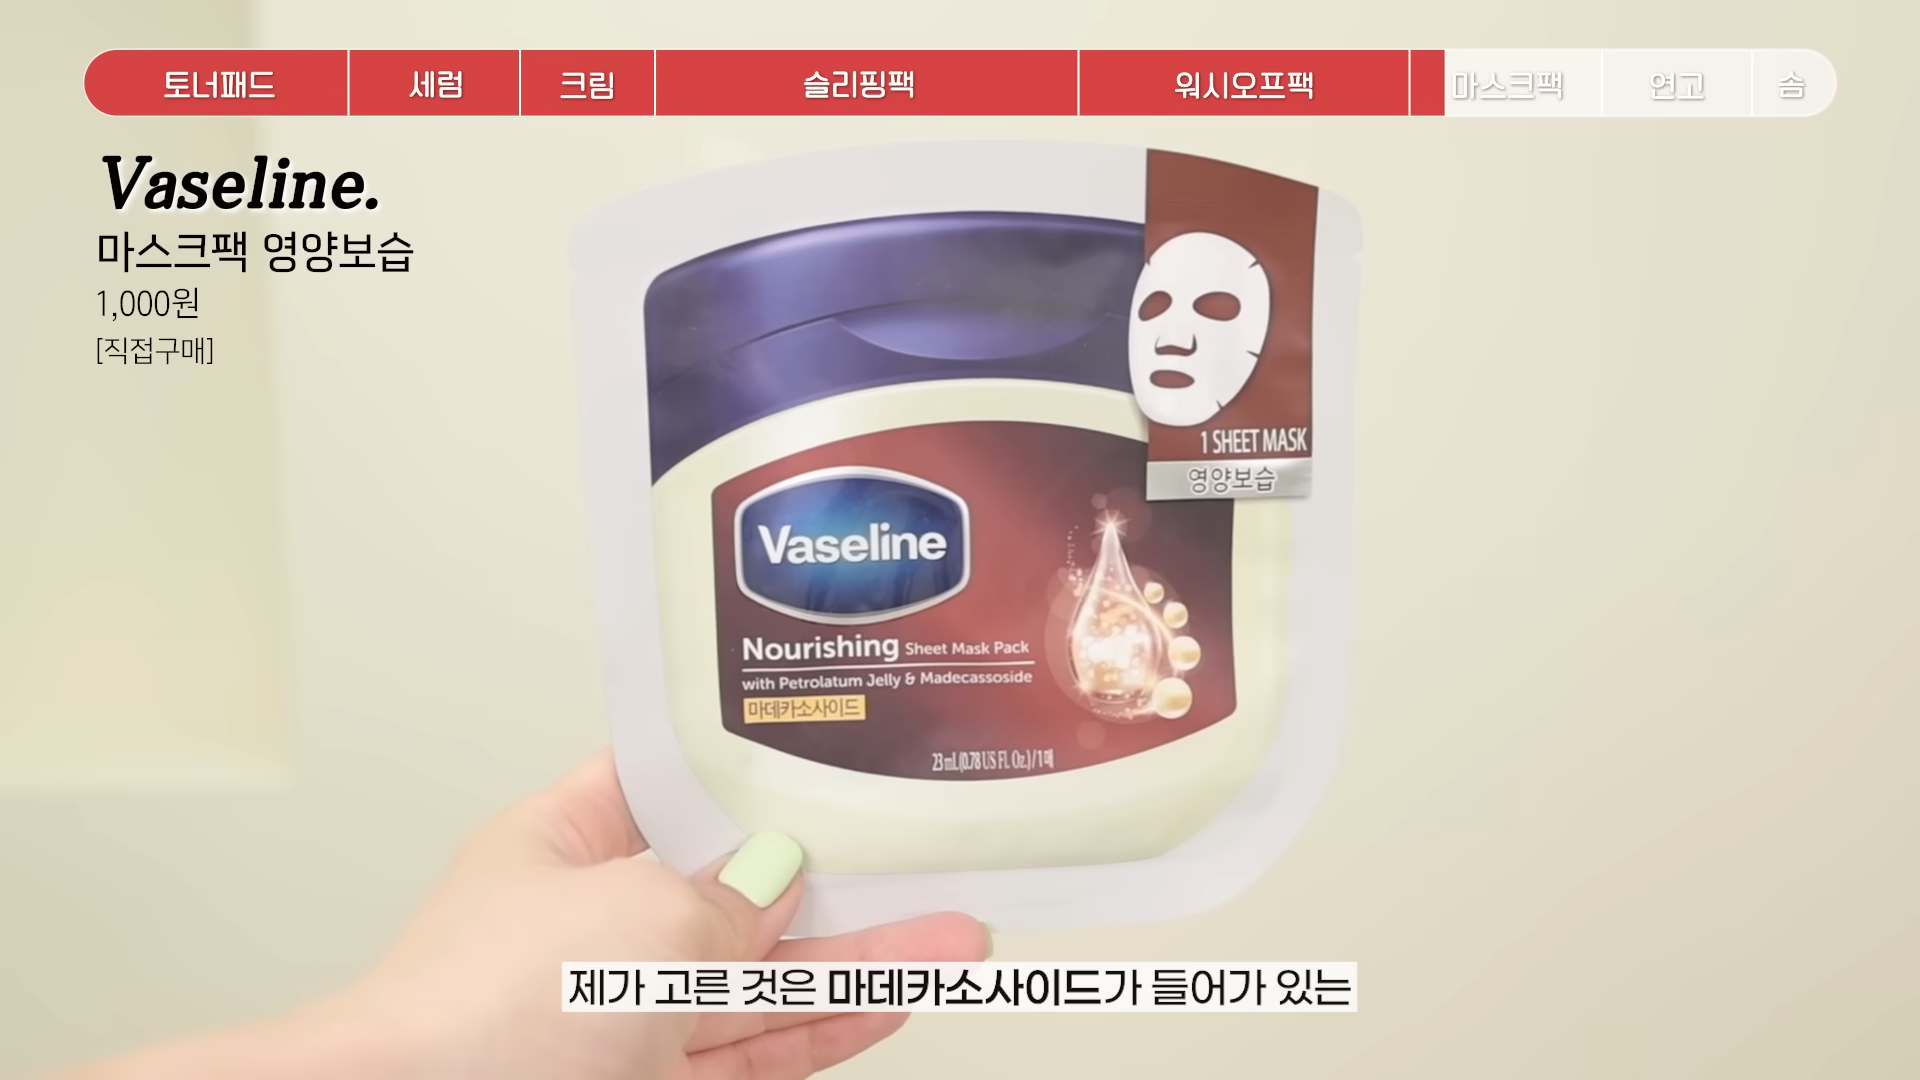 토너패드 세럼 크림 슬리핑팩 워시오프팩 마스크팩 연고 솜
Vaseline.
마스크팩 영양보습
1,000원
[직접구매]
1 SHEET MASK
영양보습
Vaseline
Nourishing Sheet Mask Pack
with Petrolatum Jelly & Madecassoside
마데카소사이드
23mL(0.78 US FL Oz.)/1매
제가 고른 것은 마데카소사이드가 들어가 있는